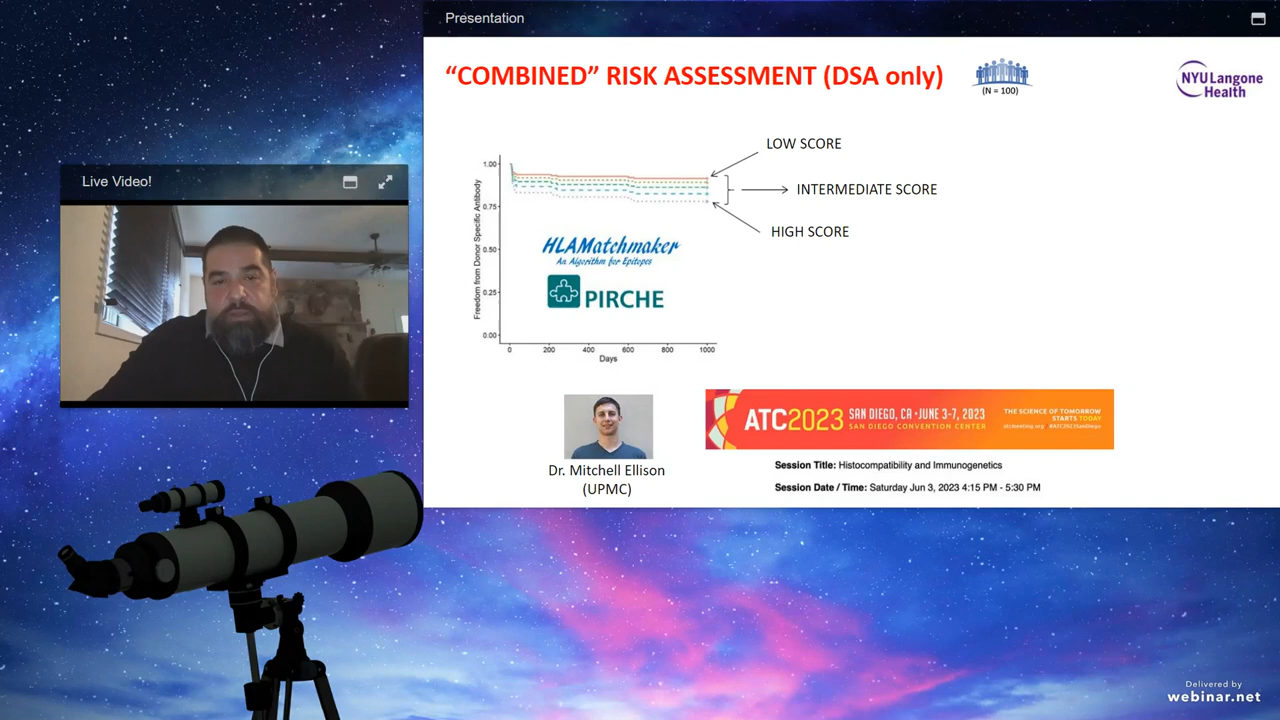 Presentation
"COMBINED" RISK ASSESSMENT (DSA only)
(N = 100)
NYU Langone
Health
Live Video!
LOW SCORE
INTERMEDIATE SCORE
HIGH SCORE
Freedom from Donor Specific Antibody
1.00
0.75
0.50
0.25
0.00
0
200
400
600
800
1000
Days
HLAMatchmaker
An Algorithm for Epitopes
PIRCHE
Dr. Mitchell Ellison
(UPMC)
ATC2023
SAN DIEGO, CA • JUNE 3-7, 2023
SAN DIEGO CONVENTION CENTER
THE SCIENCE OF TOMORROW
STARTS TODAY
atcmeeting.org / #ATC2023SanDiego
Session Title: Histocompatibility and Immunogenetics
Session Date / Time: Saturday Jun 3, 2023 4:15 PM - 5:30 PM
Delivered by
webinar.net